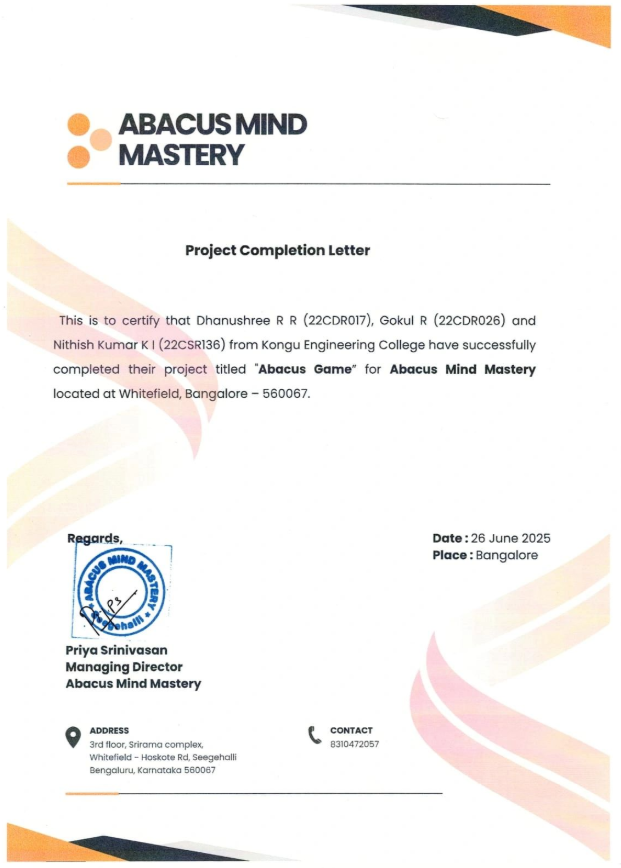 ABACUS MIND
MASTERY
Project Completion Letter
This is to certify that Dhanushree R R (22CDR017), Gokul R (22CDR026) and
Nithish Kumar K I (22CSR136) from Kongu Engineering College have successfully
completed their project titled "Abacus Game" for Abacus Mind Mastery
located at Whitefield, Bangalore – 560067.
Regards,
Date : 26 June 2025
Place : Bangalore
ABACUS MIND MASTERY
Seegehalli
Priya Srinivasan
Managing Director
Abacus Mind Mastery
ADDRESS
3rd floor, Srirama complex,
Whitefield - Hoskote Rd, Seegehalli
Bengaluru, Karnataka 560067
CONTACT
8310472057